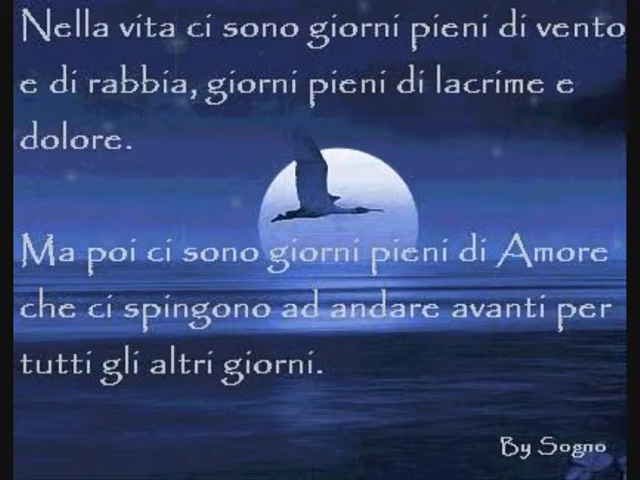 Nella vita ci sono giorni pieni di vento
e di rabbia, giorni pieni di lacrime e
dolore.
Ma poi ci sono giorni pieni di Amore
che ci spingono ad andare avanti per
tutti gli altri giorni.
By Sogno